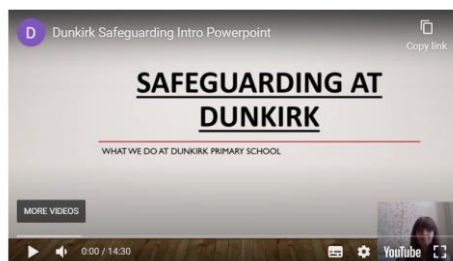 D Dunkirk Safeguarding Intro Powerpoint
Copy link
SAFEGUARDING AT
DUNKIRK
WHAT WE DO AT DUNKIRK PRIMARY SCHOOL
MORE VIDEOS
0:00 / 14:30
YouTube